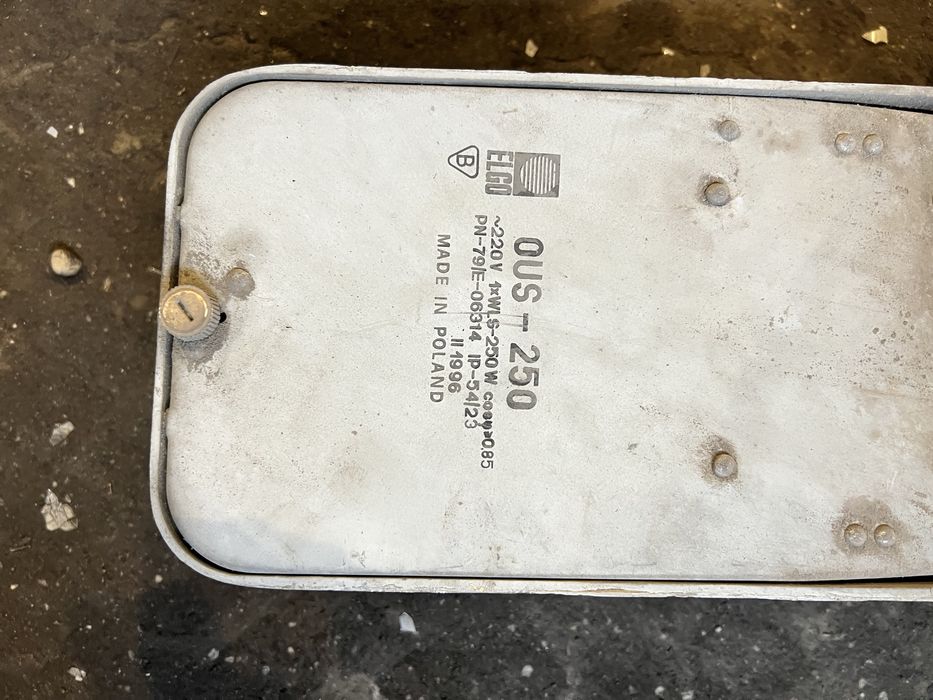 ELGO
B
OUS-250
~220V 1xWLS-250W cosφ≥0,85
PN-79/E-06314 IP-54/23
II 1996
MADE IN POLAND